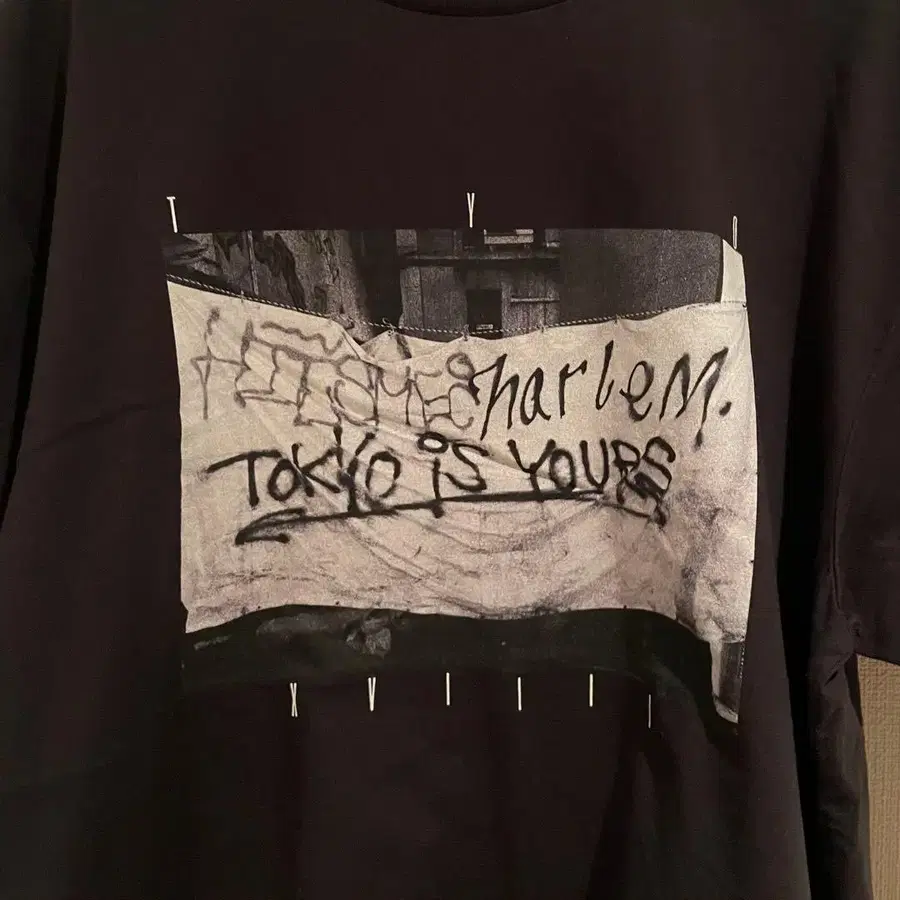 T Y O
harlem.
TOKYO iS YOURS
X V I I I I